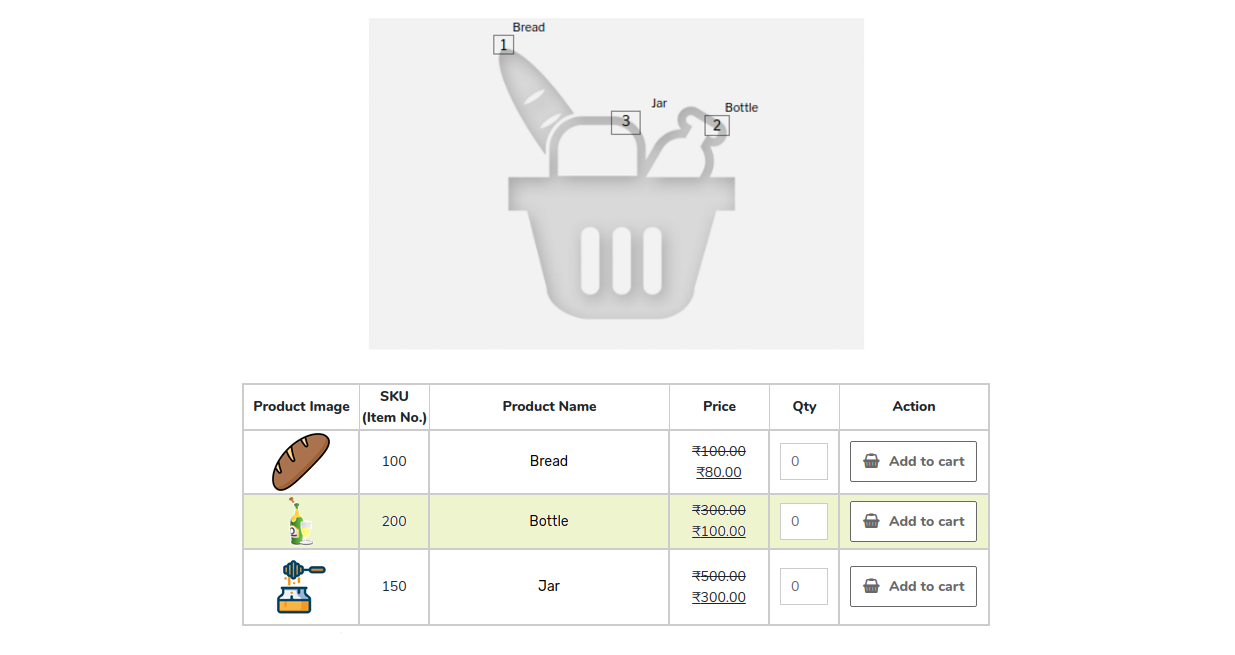 Bread
1
Jar
3
Bottle
2
Product Image SKU (Item No.) Product Name Price Qty Action
100 Bread ₹100.00 ₹80.00 0 Add to cart
200 Bottle ₹300.00 ₹100.00 0 Add to cart
150 Jar ₹500.00 ₹300.00 0 Add to cart